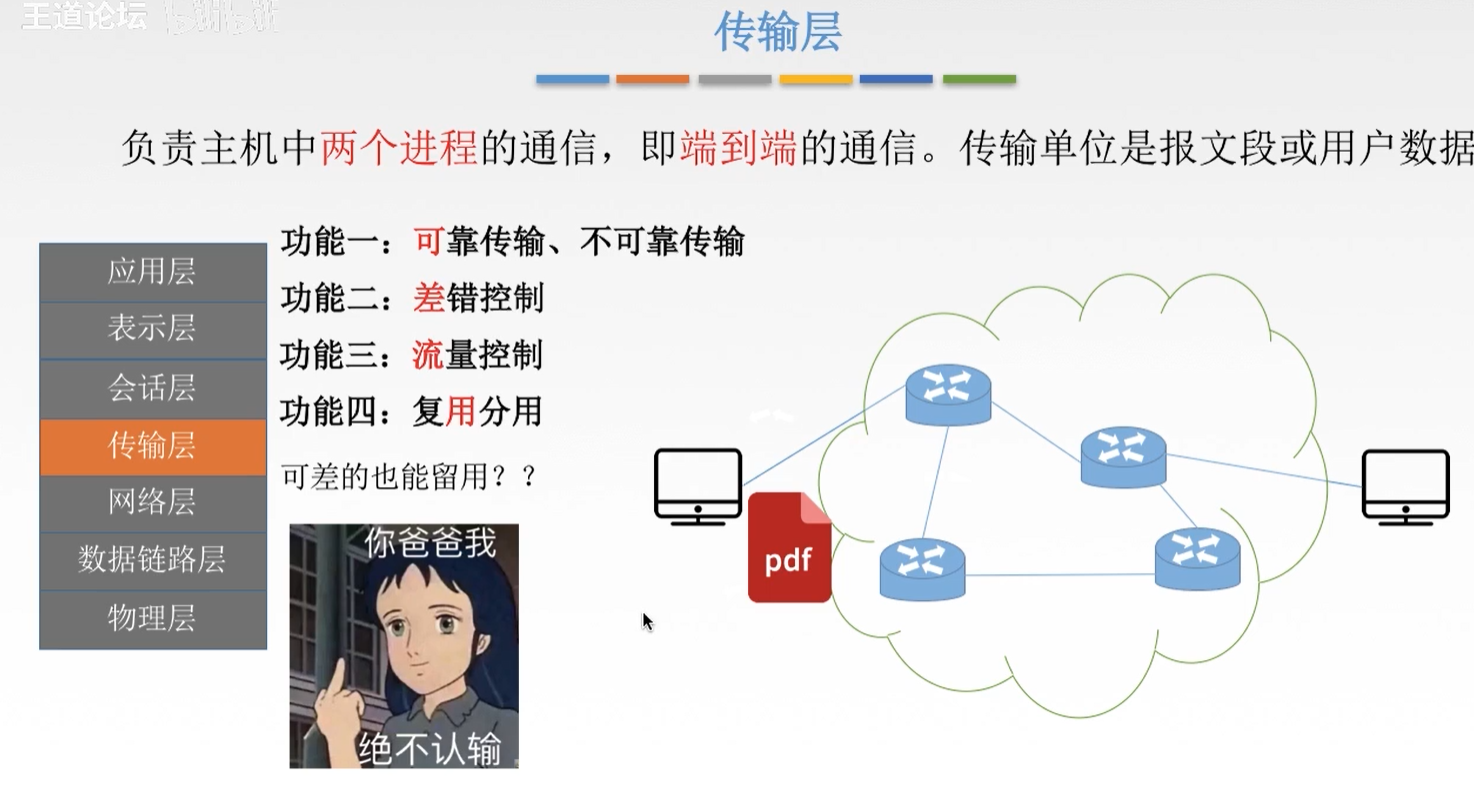 王道论坛 bilibili
传输层
负责主机中两个进程的通信，即端到端的通信。传输单位是报文段或用户数据
功能一：可靠传输、不可靠传输
功能二：差错控制
功能三：流量控制
功能四：复用分用
可差的也能留用？？
应用层
表示层
会话层
传输层
网络层
数据链路层
物理层
你爸爸我
绝不认输
pdf